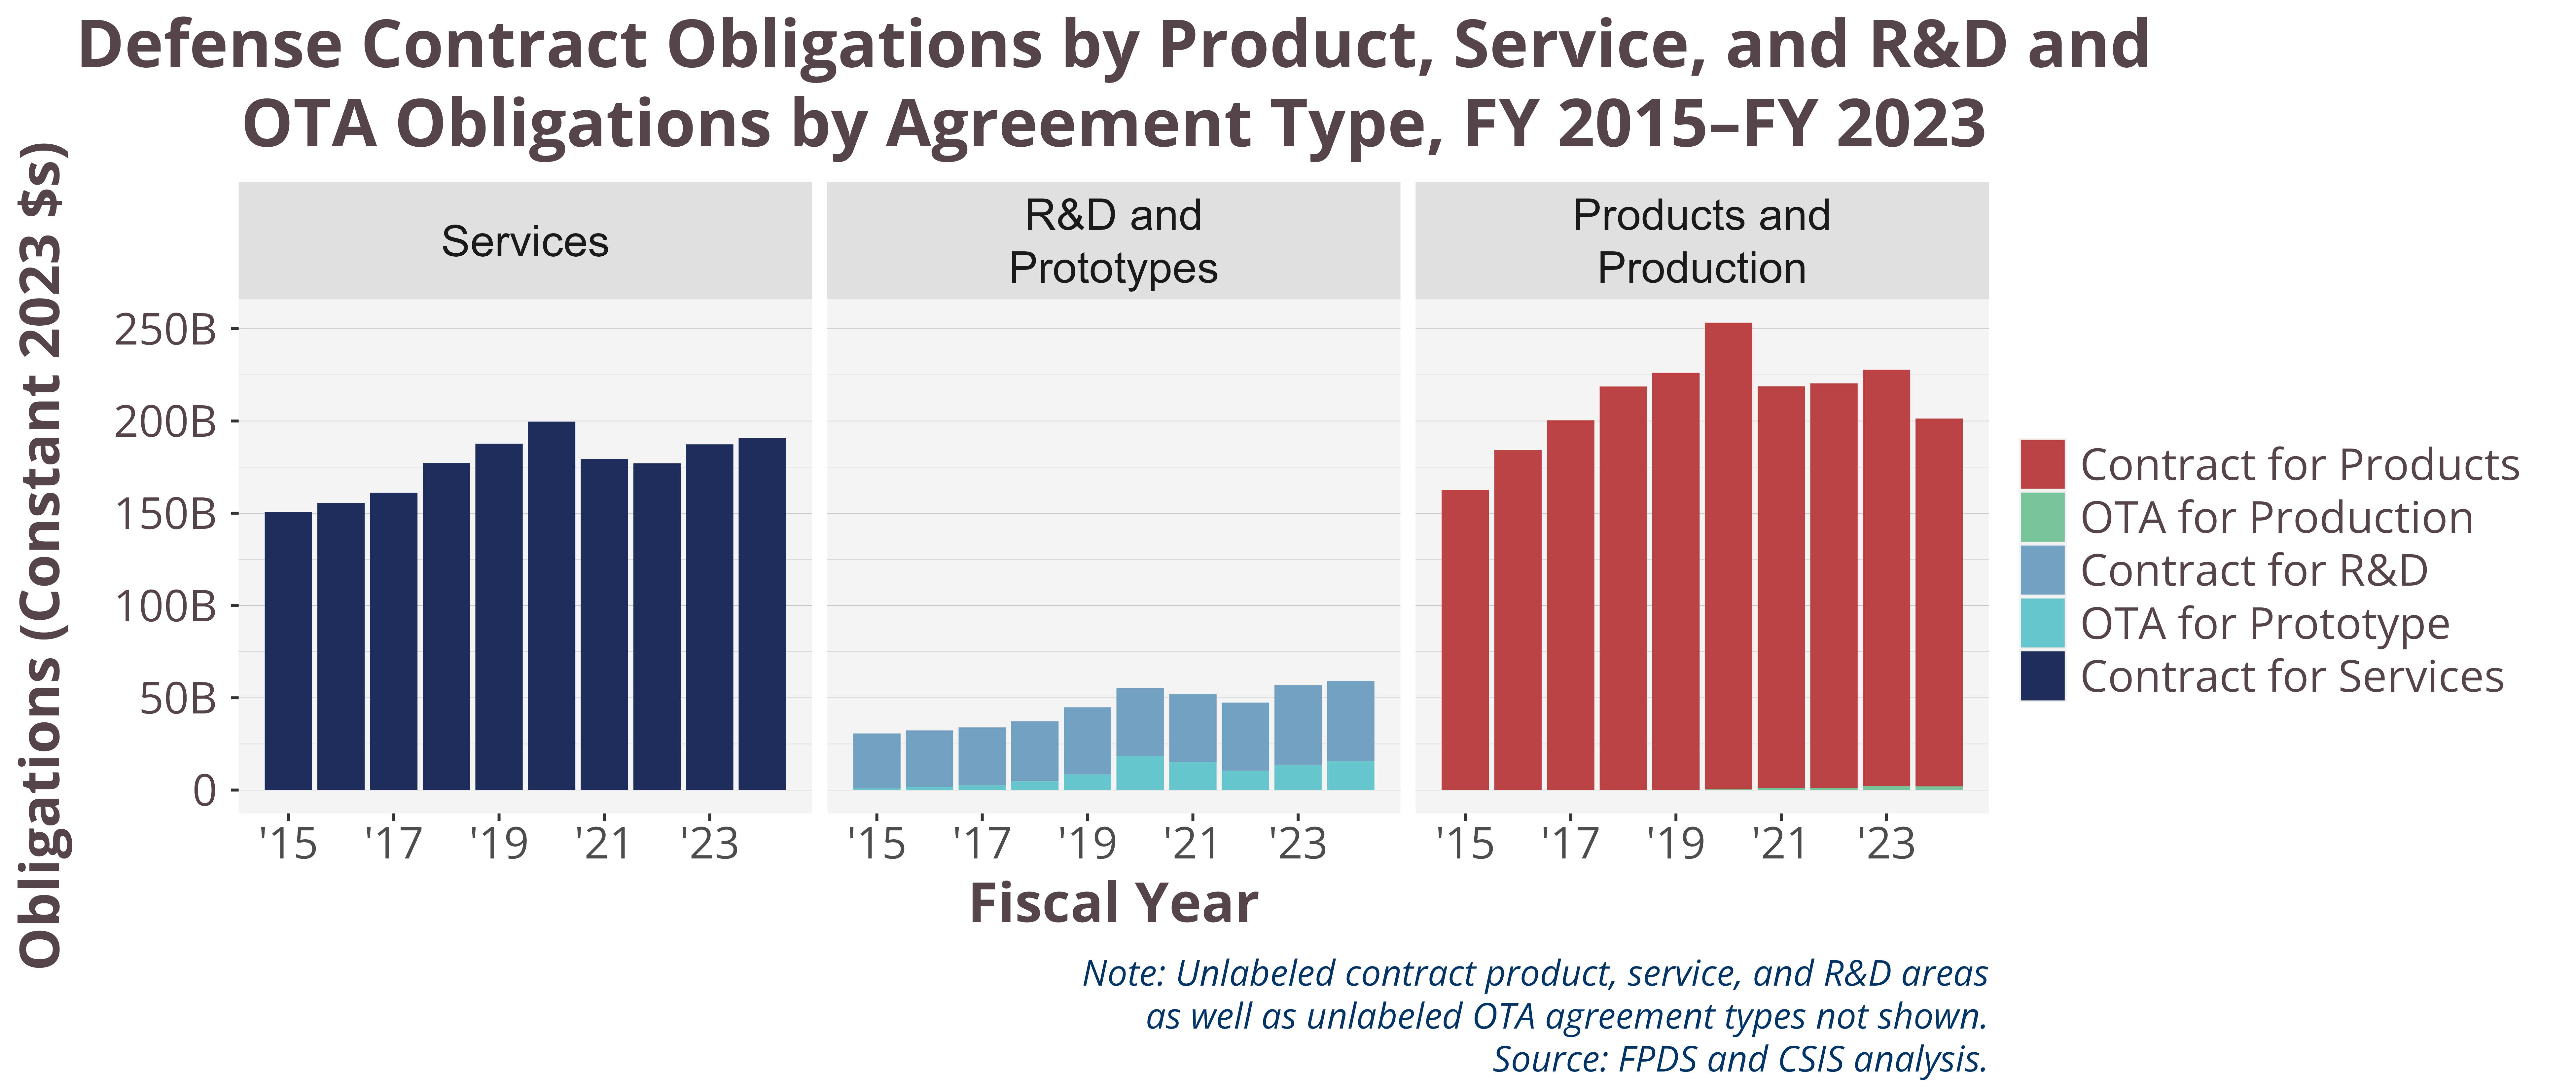 Defense Contract Obligations by Product, Service, and R&D and
OTA Obligations by Agreement Type, FY 2015–FY 2023
Obligations (Constant 2023 $s)
Services
R&D and
Prototypes
Products and
Production
250B
200B
150B
100B
50B
0
'15 '17 '19 '21 '23
'15 '17 '19 '21 '23
'15 '17 '19 '21 '23
Fiscal Year
Contract for Products
OTA for Production
Contract for R&D
OTA for Prototype
Contract for Services
Note: Unlabeled contract product, service, and R&D areas
as well as unlabeled OTA agreement types not shown.
Source: FPDS and CSIS analysis.